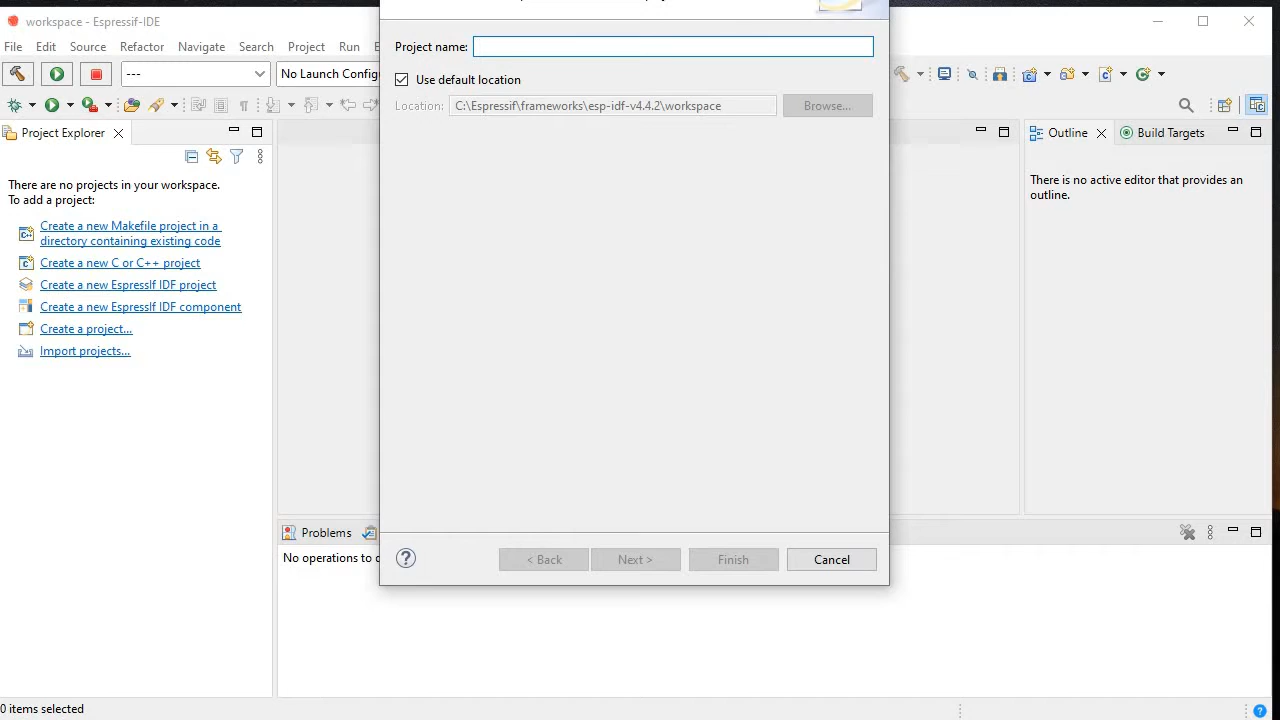 workspace - Espressif-IDE
File Edit Source Refactor Navigate Search Project Run
--- No Launch Config
Project name:
Use default location
Location: C:\Espressif\frameworks\esp-idf-v4.4.2\workspace Browse...
Project Explorer
Outline Build Targets
There are no projects in your workspace.
To add a project:
Create a new Makefile project in a
directory containing existing code
Create a new C or C++ project
Create a new EspressIf IDF project
Create a new EspressIf IDF component
Create a project...
Import projects...
There is no active editor that provides an
outline.
Problems
No operations to
< Back Next > Finish Cancel
0 items selected